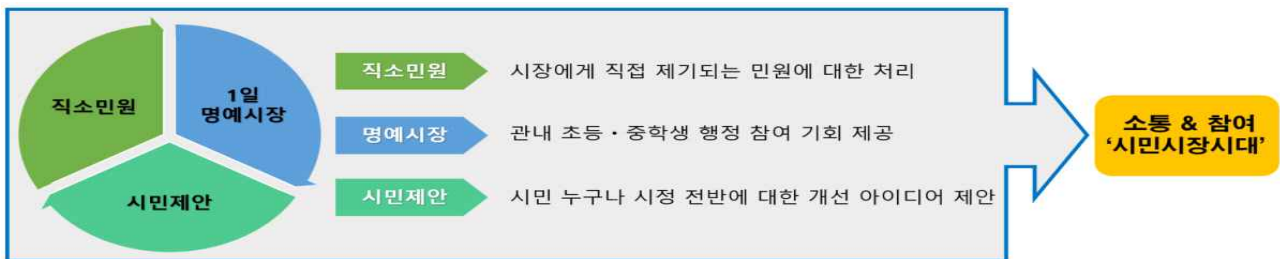 직소민원
1일
명예시장
시민제안
직소민원
시장에게 직접 제기되는 민원에 대한 처리
명예시장
관내 초등·중학생 행정 참여 기회 제공
시민제안
시민 누구나 시정 전반에 대한 개선 아이디어 제안
소통 & 참여
‘시민시장시대’